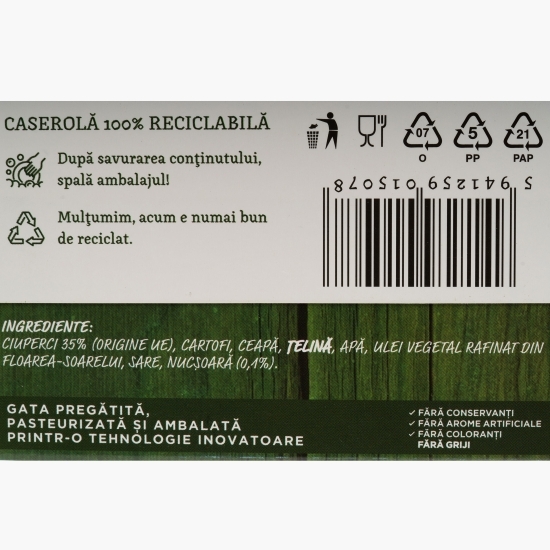 CASEROLĂ 100% RECICLABILĂ
După savurarea conținutului,
spală ambalajul!
Mulțumim, acum e numai bun
de reciclat.
07
O
5
PP
21
PAP
5 941259 015078
INGREDIENTE:
CIUPERCI 35% (ORIGINE UE), CARTOFI, CEAPĂ, ȚELINĂ, APĂ, ULEI VEGETAL RAFINAT DIN
FLOAREA-SOARELUI, SARE, NUCȘOARĂ (0,1%).
GATA PREGĂTITĂ,
PASTEURIZATĂ ȘI AMBALATĂ
PRINTR-O TEHNOLOGIE INOVATOARE
✓ FĂRĂ CONSERVANȚI
✓ FĂRĂ AROME ARTIFICIALE
✓ FĂRĂ COLORANȚI
FĂRĂ GRIJI